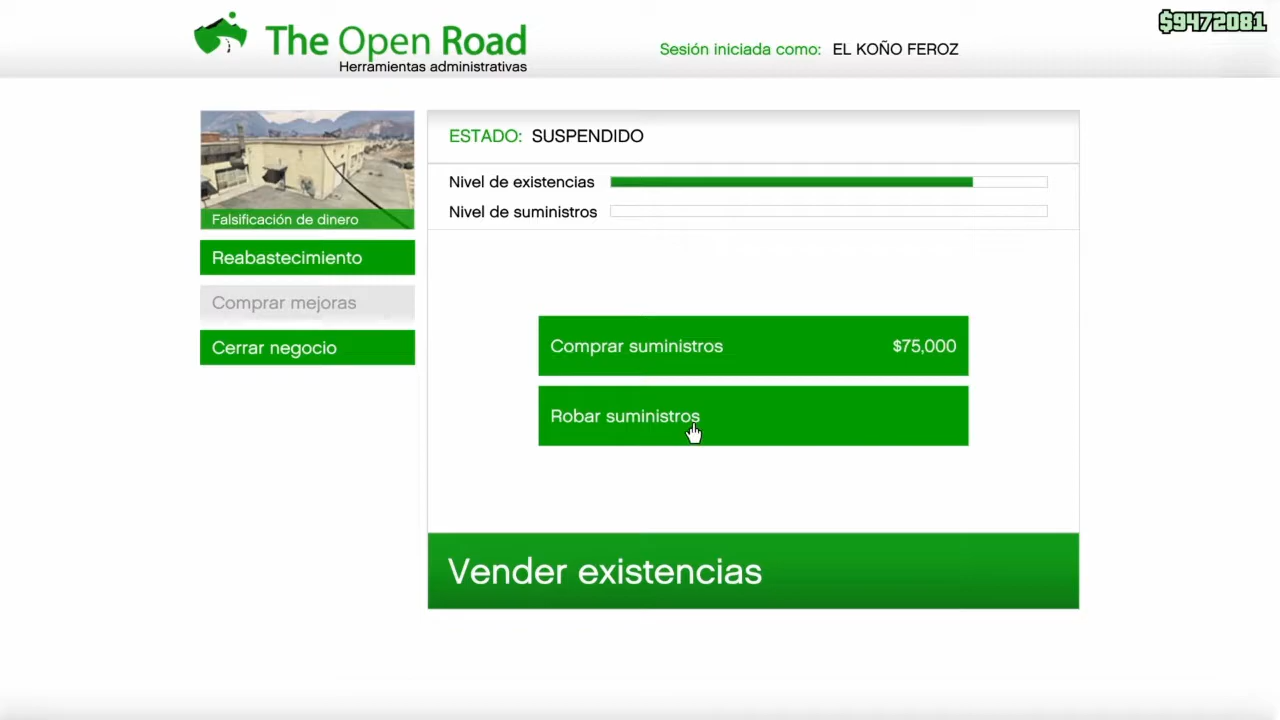 $9472081
The Open Road
Herramientas administrativas
Sesión iniciada como: EL KOÑO FEROZ
Falsificación de dinero
Reabastecimiento
Comprar mejoras
Cerrar negocio
ESTADO: SUSPENDIDO
Nivel de existencias
Nivel de suministros
Comprar suministros $75,000
Robar suministros
Vender existencias